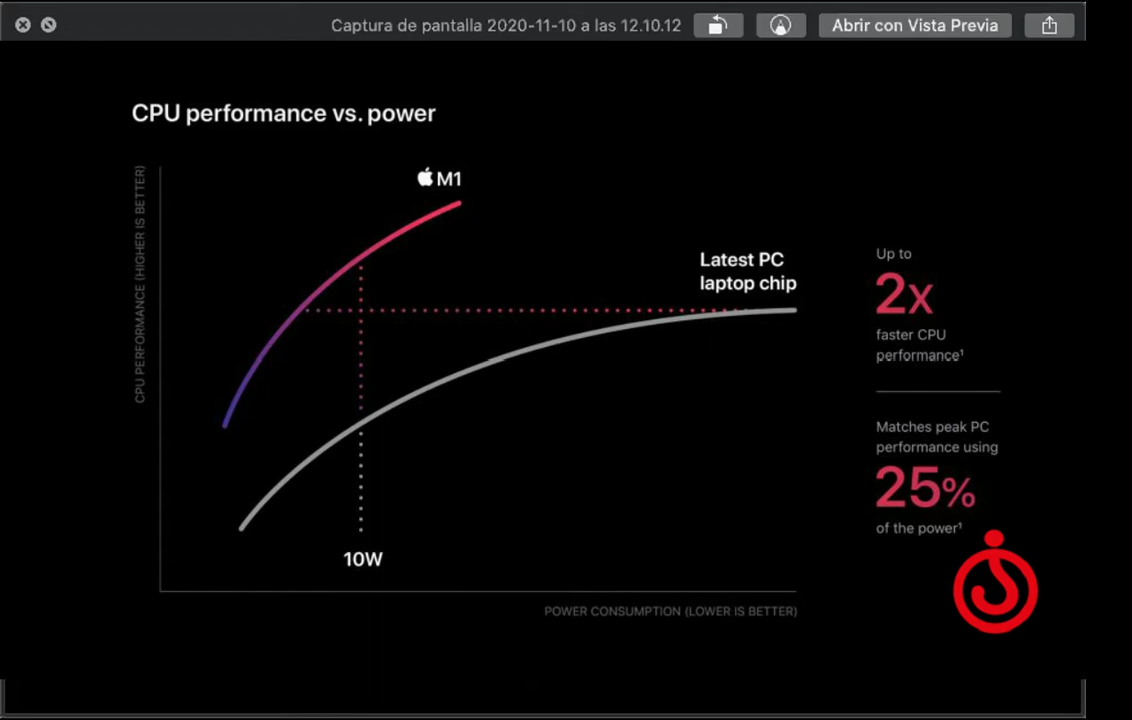 Captura de pantalla 2020-11-10 a las 12.10.12
Abrir con Vista Previa
CPU performance vs. power
CPU PERFORMANCE (HIGHER IS BETTER)
M1
Latest PC
laptop chip
10W
POWER CONSUMPTION (LOWER IS BETTER)
Up to
2x
faster CPU
performance¹
Matches peak PC
performance using
25%
of the power¹